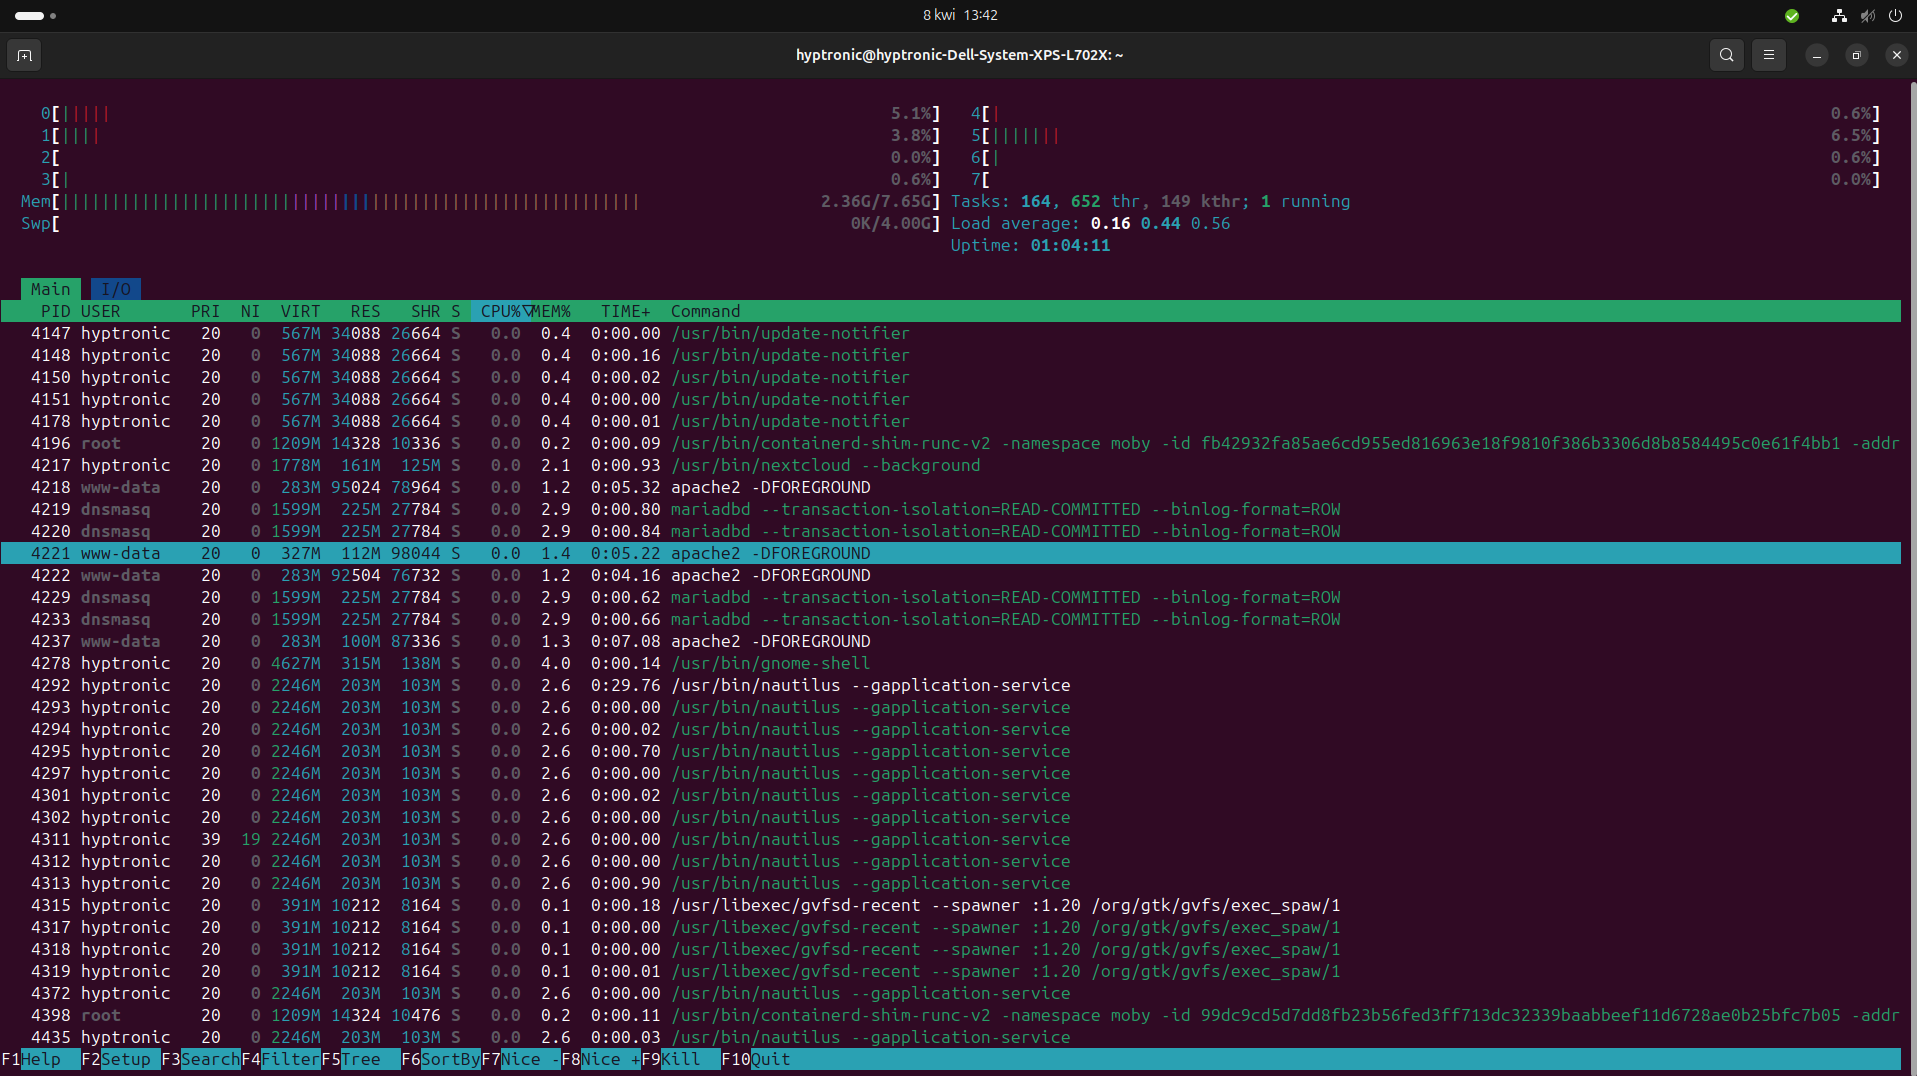 8 kwi 13:42
hyptronic@hyptronic-Dell-System-XPS-L702X: ~
0[||||| 5.1%] 4[| 0.6%]
1[|||| 3.8%] 5[||||||| 6.5%]
2[ 0.0%] 6[| 0.6%]
3[| 0.6%] 7[ 0.0%]
Mem[|||||||||||||||||||||||||||||||||||||||||||||||||||||||||| 2.36G/7.65G] Tasks: 164, 652 thr, 149 kthr; 1 running
Swp[ 0K/4.00G] Load average: 0.16 0.44 0.56
Uptime: 01:04:11
Main I/O
PID USER PRI NI VIRT RES SHR S CPU%▽MEM% TIME+ Command
4147 hyptronic 20 0 567M 34088 26664 S 0.0 0.4 0:00.00 /usr/bin/update-notifier
4148 hyptronic 20 0 567M 34088 26664 S 0.0 0.4 0:00.16 /usr/bin/update-notifier
4150 hyptronic 20 0 567M 34088 26664 S 0.0 0.4 0:00.02 /usr/bin/update-notifier
4151 hyptronic 20 0 567M 34088 26664 S 0.0 0.4 0:00.00 /usr/bin/update-notifier
4178 hyptronic 20 0 567M 34088 26664 S 0.0 0.4 0:00.01 /usr/bin/update-notifier
4196 root 20 0 1209M 14328 10336 S 0.0 0.2 0:00.09 /usr/bin/containerd-shim-runc-v2 -namespace moby -id fb42932fa85ae6cd955ed816963e18f9810f386b3306d8b8584495c0e61f4bb1 -addr
4217 hyptronic 20 0 1778M 161M 125M S 0.0 2.1 0:00.93 /usr/bin/nextcloud --background
4218 www-data 20 0 283M 95024 78964 S 0.0 1.2 0:05.32 apache2 -DFOREGROUND
4219 dnsmasq 20 0 1599M 225M 27784 S 0.0 2.9 0:00.80 mariadbd --transaction-isolation=READ-COMMITTED --binlog-format=ROW
4220 dnsmasq 20 0 1599M 225M 27784 S 0.0 2.9 0:00.84 mariadbd --transaction-isolation=READ-COMMITTED --binlog-format=ROW
4221 www-data 20 0 327M 112M 98044 S 0.0 1.4 0:05.22 apache2 -DFOREGROUND
4222 www-data 20 0 283M 92504 76732 S 0.0 1.2 0:04.16 apache2 -DFOREGROUND
4229 dnsmasq 20 0 1599M 225M 27784 S 0.0 2.9 0:00.62 mariadbd --transaction-isolation=READ-COMMITTED --binlog-format=ROW
4233 dnsmasq 20 0 1599M 225M 27784 S 0.0 2.9 0:00.66 mariadbd --transaction-isolation=READ-COMMITTED --binlog-format=ROW
4237 www-data 20 0 283M 100M 87336 S 0.0 1.3 0:07.08 apache2 -DFOREGROUND
4278 hyptronic 20 0 4627M 315M 138M S 0.0 4.0 0:00.14 /usr/bin/gnome-shell
4292 hyptronic 20 0 2246M 203M 103M S 0.0 2.6 0:29.76 /usr/bin/nautilus --gapplication-service
4293 hyptronic 20 0 2246M 203M 103M S 0.0 2.6 0:00.00 /usr/bin/nautilus --gapplication-service
4294 hyptronic 20 0 2246M 203M 103M S 0.0 2.6 0:00.02 /usr/bin/nautilus --gapplication-service
4295 hyptronic 20 0 2246M 203M 103M S 0.0 2.6 0:00.70 /usr/bin/nautilus --gapplication-service
4297 hyptronic 20 0 2246M 203M 103M S 0.0 2.6 0:00.00 /usr/bin/nautilus --gapplication-service
4301 hyptronic 20 0 2246M 203M 103M S 0.0 2.6 0:00.02 /usr/bin/nautilus --gapplication-service
4302 hyptronic 20 0 2246M 203M 103M S 0.0 2.6 0:00.00 /usr/bin/nautilus --gapplication-service
4311 hyptronic 39 19 2246M 203M 103M S 0.0 2.6 0:00.00 /usr/bin/nautilus --gapplication-service
4312 hyptronic 20 0 2246M 203M 103M S 0.0 2.6 0:00.00 /usr/bin/nautilus --gapplication-service
4313 hyptronic 20 0 2246M 203M 103M S 0.0 2.6 0:00.90 /usr/bin/nautilus --gapplication-service
4315 hyptronic 20 0 391M 10212 8164 S 0.0 0.1 0:00.18 /usr/libexec/gvfsd-recent --spawner :1.20 /org/gtk/gvfs/exec_spaw/1
4317 hyptronic 20 0 391M 10212 8164 S 0.0 0.1 0:00.00 /usr/libexec/gvfsd-recent --spawner :1.20 /org/gtk/gvfs/exec_spaw/1
4318 hyptronic 20 0 391M 10212 8164 S 0.0 0.1 0:00.00 /usr/libexec/gvfsd-recent --spawner :1.20 /org/gtk/gvfs/exec_spaw/1
4319 hyptronic 20 0 391M 10212 8164 S 0.0 0.1 0:00.01 /usr/libexec/gvfsd-recent --spawner :1.20 /org/gtk/gvfs/exec_spaw/1
4372 hyptronic 20 0 2246M 203M 103M S 0.0 2.6 0:00.00 /usr/bin/nautilus --gapplication-service
4398 root 20 0 1209M 14324 10476 S 0.0 0.2 0:00.11 /usr/bin/containerd-shim-runc-v2 -namespace moby -id 99dc9cd5d7dd8fb23b56fed3ff713dc32339baabbeef11d6728ae0b25bfc7b05 -addr
4435 hyptronic 20 0 2246M 203M 103M S 0.0 2.6 0:00.03 /usr/bin/nautilus --gapplication-service
F1Help F2Setup F3SearchF4FilterF5Tree F6SortByF7Nice -F8Nice +F9Kill F10Quit